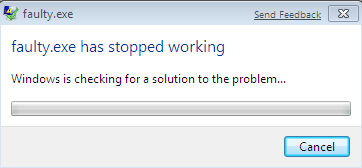 faulty.exe Send Feedback
faulty.exe has stopped working
Windows is checking for a solution to the problem...
Cancel